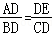 AD/BD = DE/CD